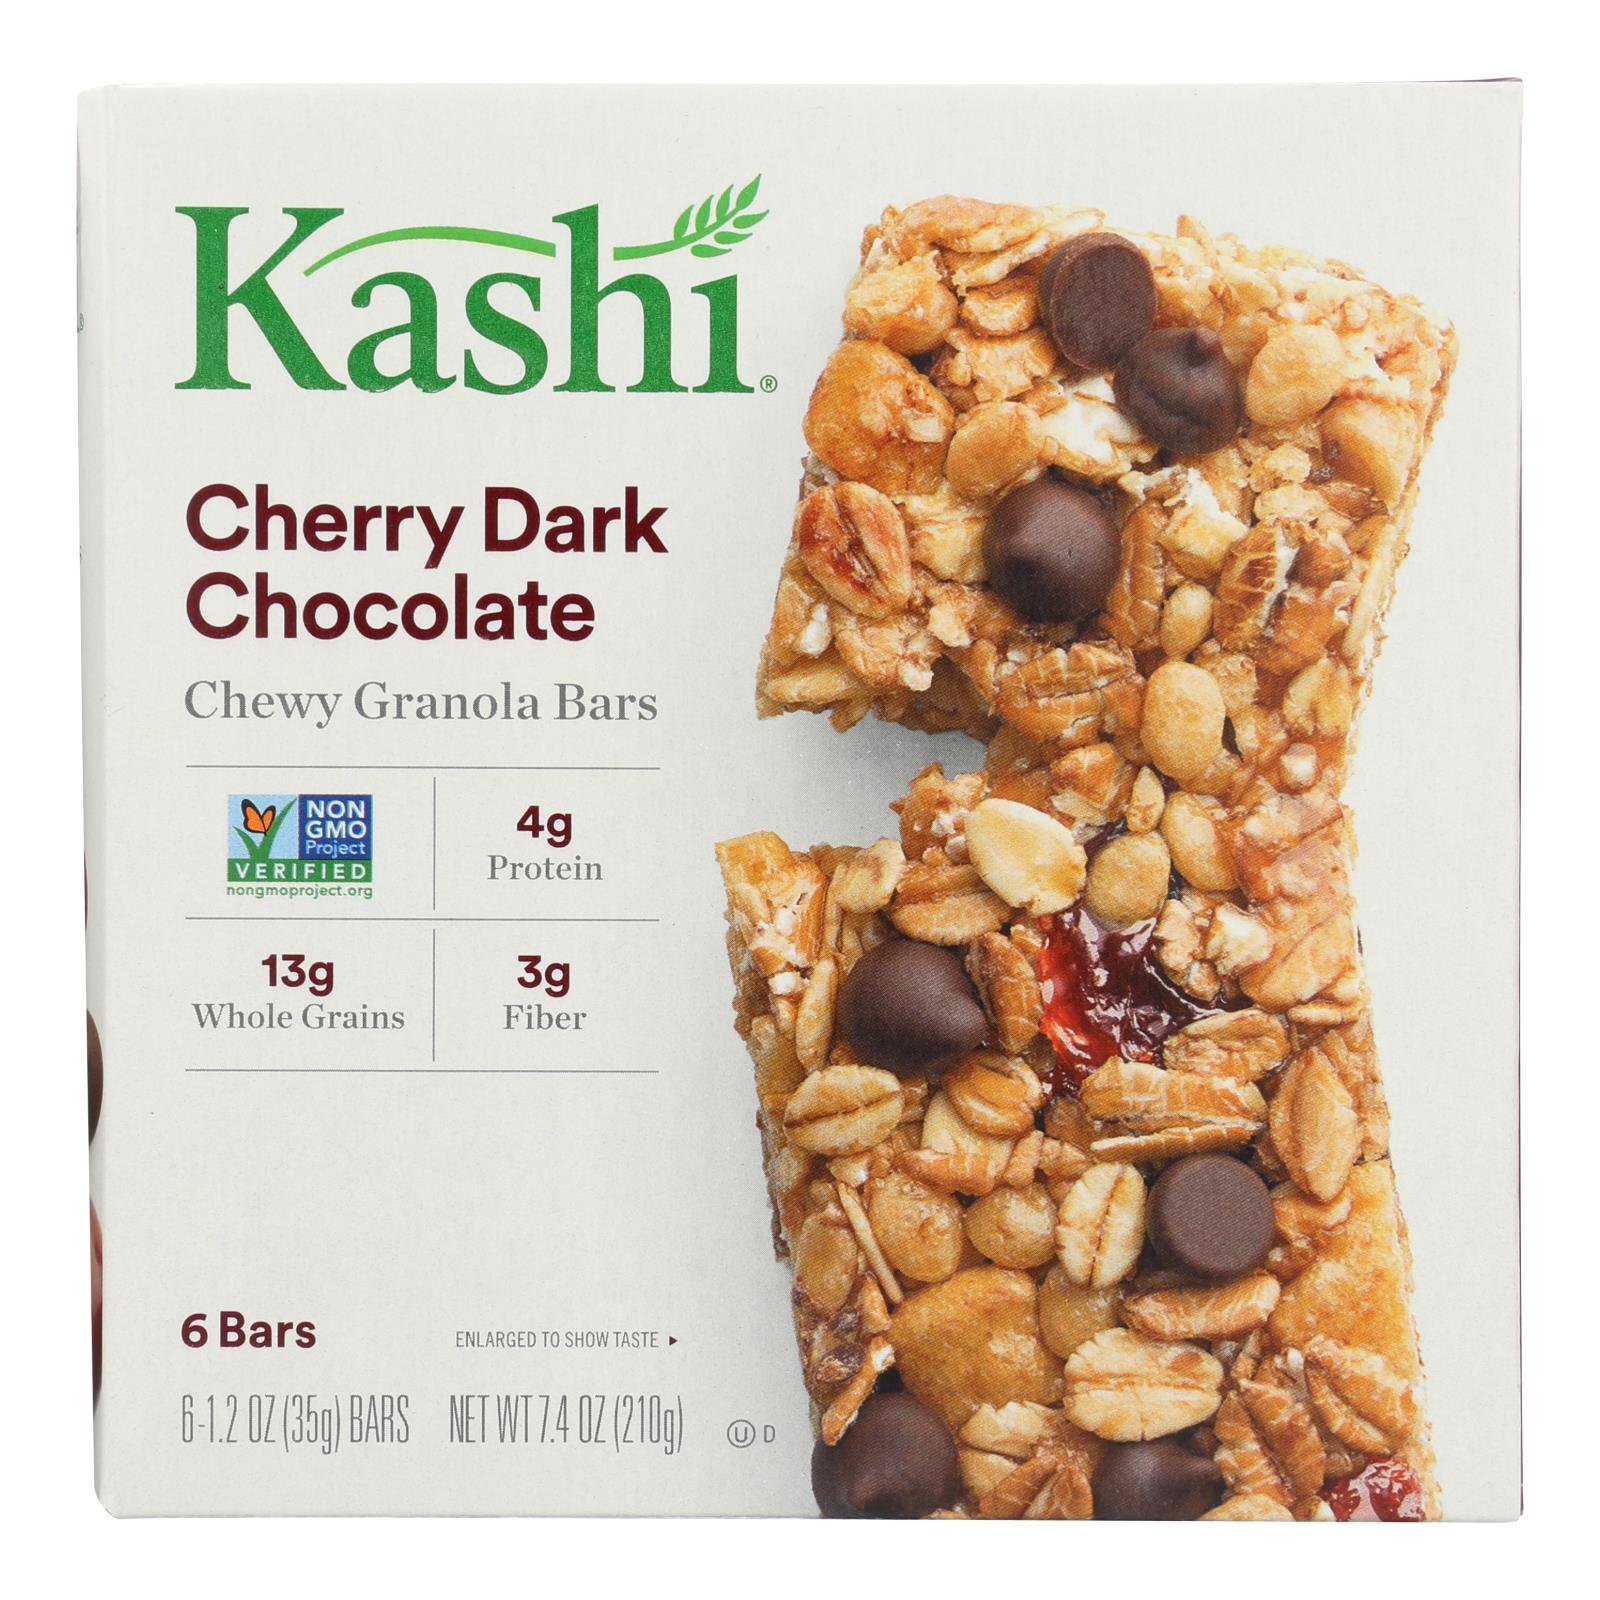 Kashi®
Cherry Dark
Chocolate
Chewy Granola Bars
NON
GMO
Project
VERIFIED
nongmoproject.org
4g
Protein
13g
Whole Grains
3g
Fiber
6 Bars
ENLARGED TO SHOW TASTE ▸
6-1.2 OZ (35g) BARS NET WT 7.4 OZ (210g)
Ⓤ D